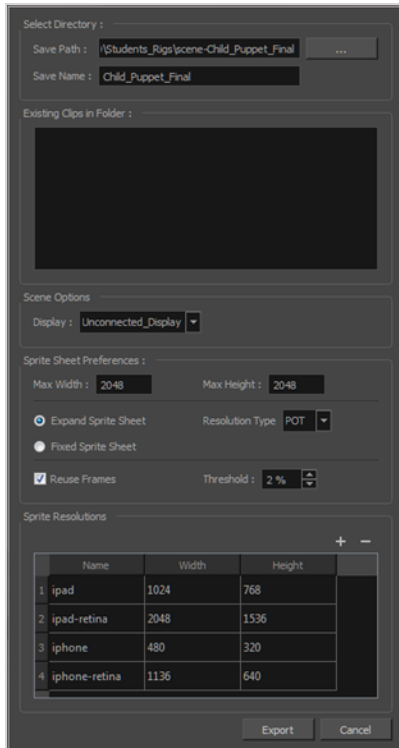 Select Directory :
Save Path : \Students_Rigs\scene-Child_Puppet_Final ...
Save Name : Child_Puppet_Final
Existing Clips in Folder :
Scene Options
Display : Unconnected_Display
Sprite Sheet Preferences :
Max Width : 2048 Max Height : 2048
Expand Sprite Sheet Resolution Type POT
Fixed Sprite Sheet
Reuse Frames Threshold : 2 %
Sprite Resolutions
+ −
Name Width Height
1 ipad 1024 768
2 ipad-retina 2048 1536
3 iphone 480 320
4 iphone-retina 1136 640
Export Cancel